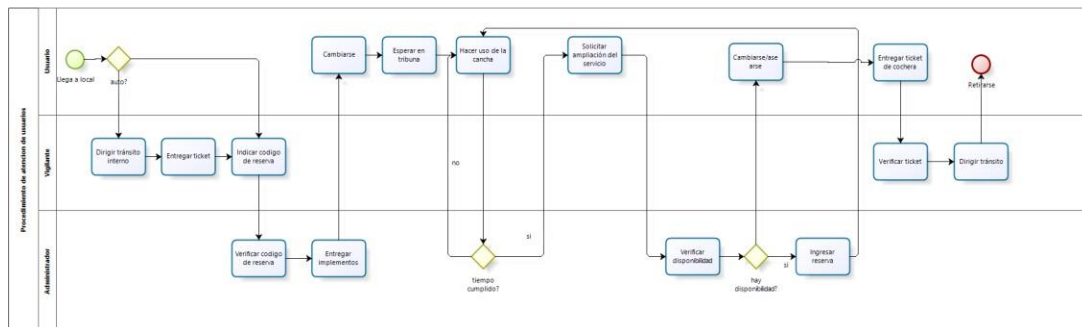 Procedimiento de atencion de usuarios
Usuario
Llega a local
auto?
Cambiarse
Esperar en
tribuna
Hacer uso de la
cancha
Solicitar
ampliación del
servicio
Cambiarse/ase
arse
Entregar ticket
de cochera
Retirarse
Vigilante
Dirigir tránsito
interno
Entregar ticket
Indicar codigo
de reserva
no
Verificar ticket
Dirigir tránsito
Administrador
Verificar codigo
de reserva
Entregar
implementos
si
tiempo
cumplido?
Verificar
disponibilidad
hay
disponibilidad?
si
Ingresar
reserva